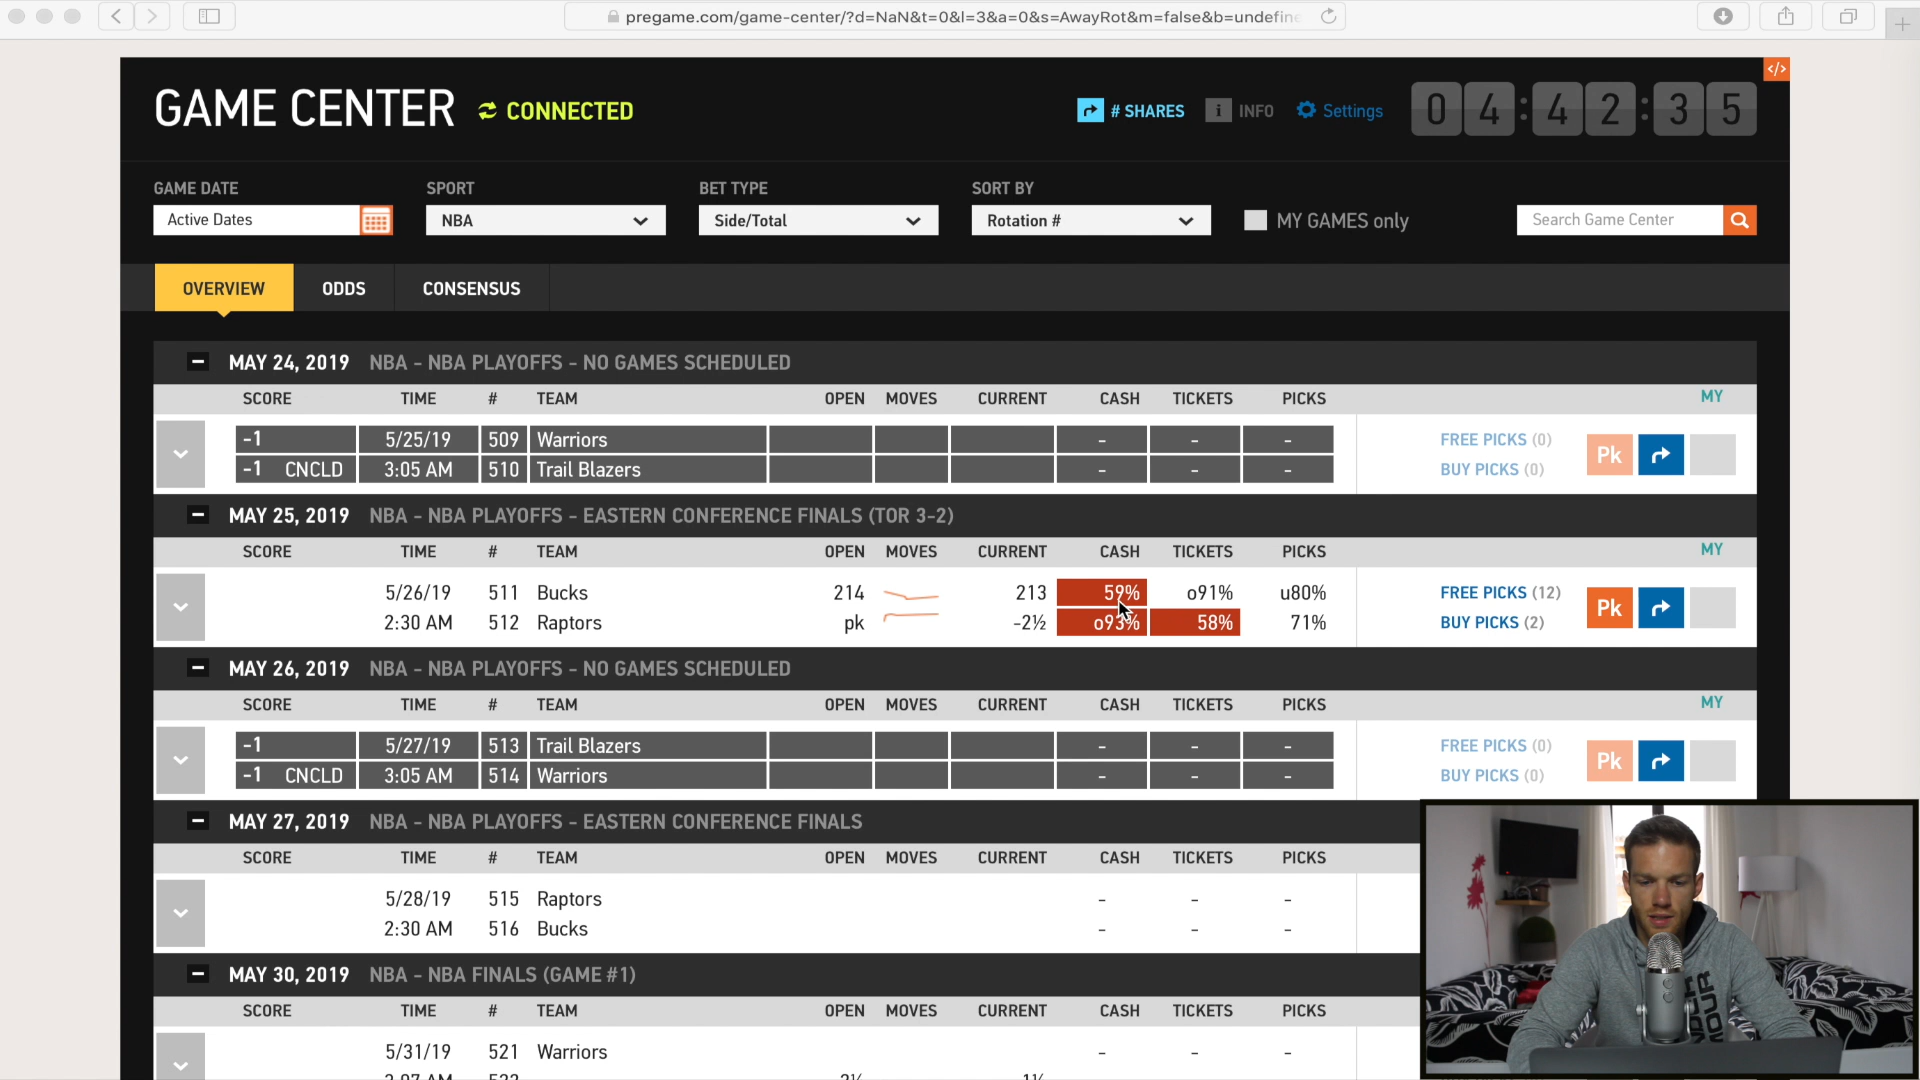 pregame.com/game-center/?d=NaN&t=0&l=3&a=0&s=AwayRot&m=false&b=undefine
</>
GAME CENTER CONNECTED # SHARES i INFO Settings 0 4 : 4 2 : 3 5
GAME DATE SPORT BET TYPE SORT BY
Active Dates NBA Side/Total Rotation # MY GAMES only Search Game Center
OVERVIEW ODDS CONSENSUS
MAY 24, 2019 NBA - NBA PLAYOFFS - NO GAMES SCHEDULED
SCORE TIME # TEAM OPEN MOVES CURRENT CASH TICKETS PICKS MY
-1 5/25/19 509 Warriors - - - FREE PICKS (0)
-1 CNCLD 3:05 AM 510 Trail Blazers - - - BUY PICKS (0)
Pk
MAY 25, 2019 NBA - NBA PLAYOFFS - EASTERN CONFERENCE FINALS (TOR 3-2)
SCORE TIME # TEAM OPEN MOVES CURRENT CASH TICKETS PICKS MY
5/26/19 511 Bucks 214 213 59% o91% u80% FREE PICKS (12)
2:30 AM 512 Raptors pk -2½ o93% 58% 71% BUY PICKS (2)
Pk
MAY 26, 2019 NBA - NBA PLAYOFFS - NO GAMES SCHEDULED
SCORE TIME # TEAM OPEN MOVES CURRENT CASH TICKETS PICKS MY
-1 5/27/19 513 Trail Blazers - - - FREE PICKS (0)
-1 CNCLD 3:05 AM 514 Warriors - - - BUY PICKS (0)
Pk
MAY 27, 2019 NBA - NBA PLAYOFFS - EASTERN CONFERENCE FINALS
SCORE TIME # TEAM OPEN MOVES CURRENT CASH TICKETS PICKS
5/28/19 515 Raptors - - -
2:30 AM 516 Bucks - - -
MAY 30, 2019 NBA - NBA FINALS (GAME #1)
SCORE TIME # TEAM OPEN MOVES CURRENT CASH TICKETS PICKS
5/31/19 521 Warriors - - -